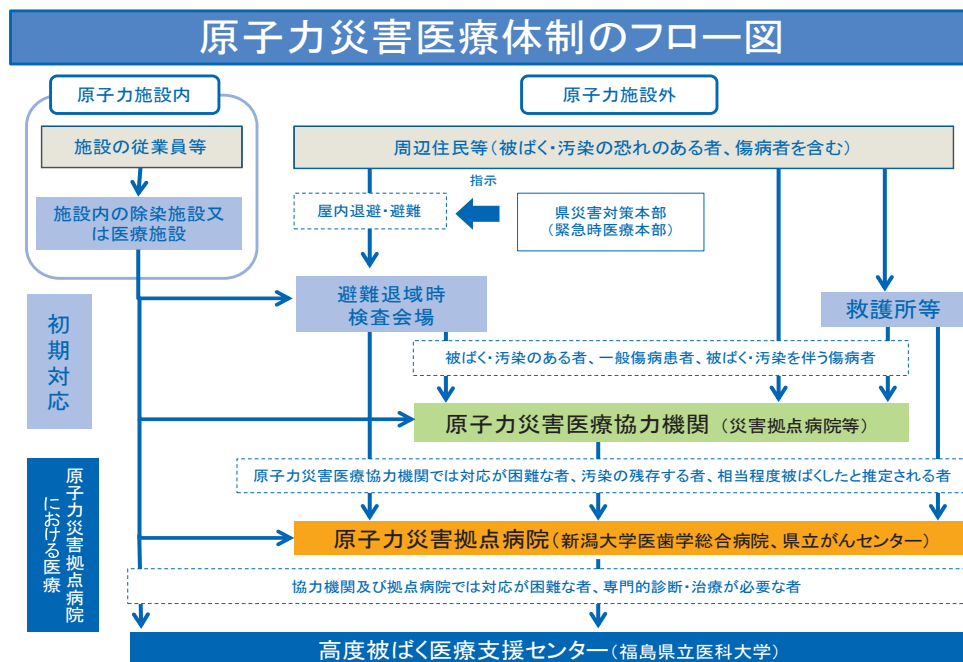 原子力災害医療体制のフロー図
原子力施設内
原子力施設外
施設の従業員等
周辺住民等(被ばく・汚染の恐れのある者、傷病者を含む)
指示
施設内の除染施設又
は医療施設
屋内退避・避難
県災害対策本部
(緊急時医療本部)
初期対応
避難退域時
検査会場
救護所等
被ばく・汚染のある者、一般傷病患者、被ばく・汚染を伴う傷病者
原子力災害医療協力機関 (災害拠点病院等)
原子力災害拠点病院
における医療
原子力災害医療協力機関では対応が困難な者、汚染の残存する者、相当程度被ばくしたと推定される者
原子力災害拠点病院(新潟大学医歯学総合病院、県立がんセンター)
協力機関及び拠点病院では対応が困難な者、専門的診断・治療が必要な者
高度被ばく医療支援センター(福島県立医科大学)